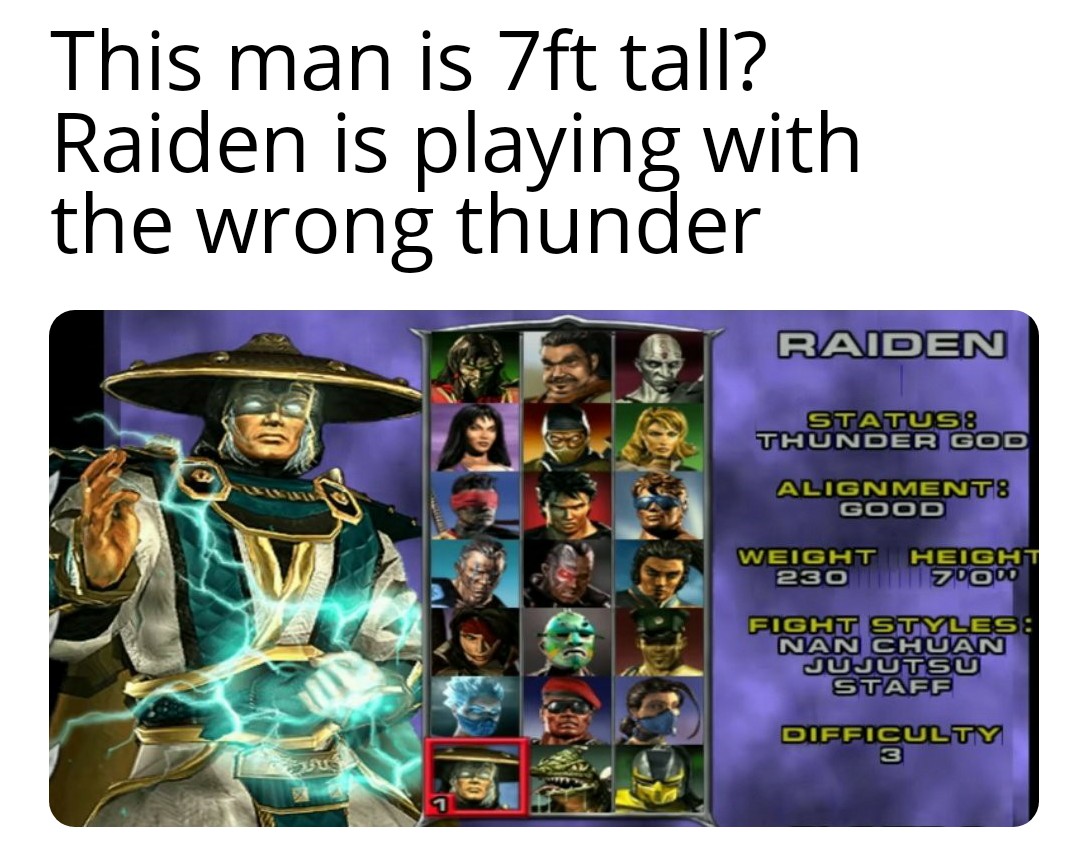 This man is 7ft tall?
Raiden is playing with
the wrong thunder
RAIDEN
STATUS:
THUNDER GOD
ALIGNMENT:
GOOD
WEIGHT HEIGHT
230 7'0"
FIGHT STYLES:
NAN CHUAN
JUJUTSU
STAFF
DIFFICULTY
3
1